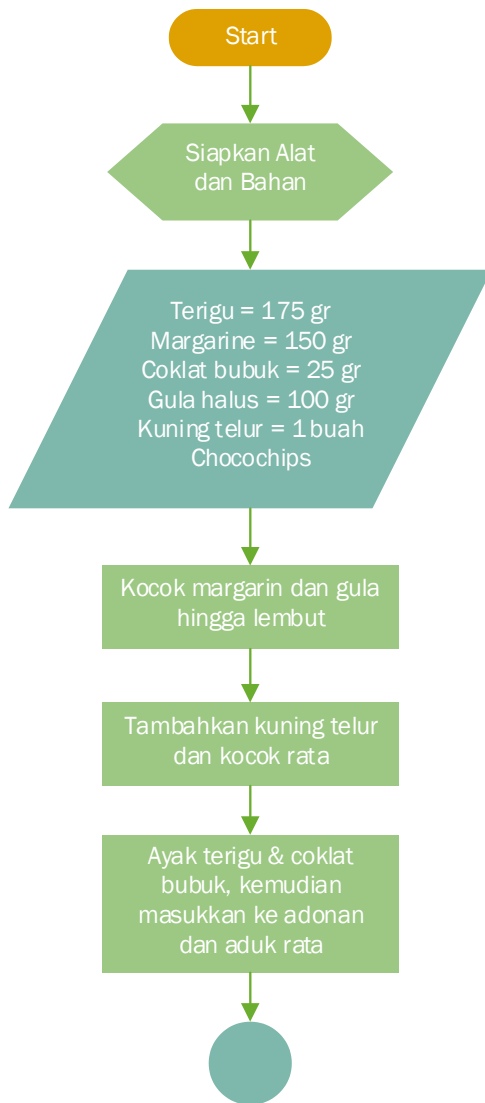 Start
Siapkan Alat
dan Bahan
Terigu = 175 gr
Margarine = 150 gr
Coklat bubuk = 25 gr
Gula halus = 100 gr
Kuning telur = 1 buah
Chocochips
Kocok margarin dan gula
hingga lembut
Tambahkan kuning telur
dan kocok rata
Ayak terigu & coklat
bubuk, kemudian
masukkan ke adonan
dan aduk rata